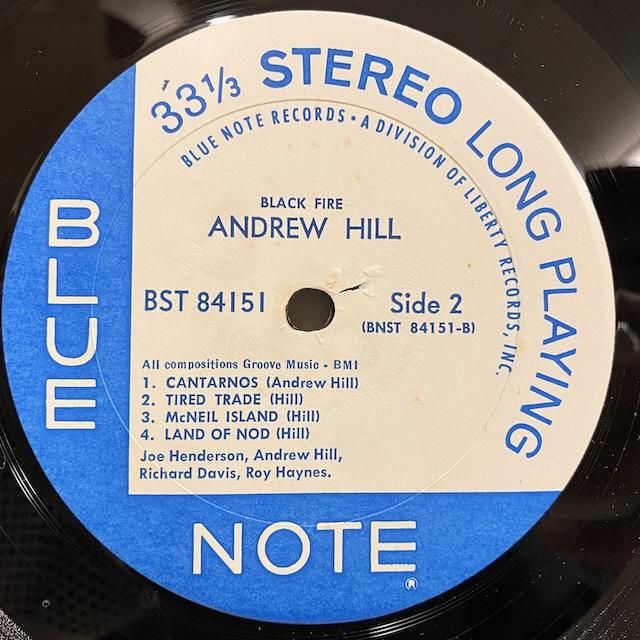 33⅓ STEREO LONG PLAYING
BLUE NOTE RECORDS • A DIVISION OF LIBERTY RECORDS, INC.
BLACK FIRE
ANDREW HILL
BST 84151
Side 2
(BNST 84151-B)
All compositions Groove Music - BMI
1. CANTARNOS (Andrew Hill)
2. TIRED TRADE (Hill)
3. McNEIL ISLAND (Hill)
4. LAND OF NOD (Hill)
Joe Henderson, Andrew Hill,
Richard Davis, Roy Haynes.
BLUE
NOTE®